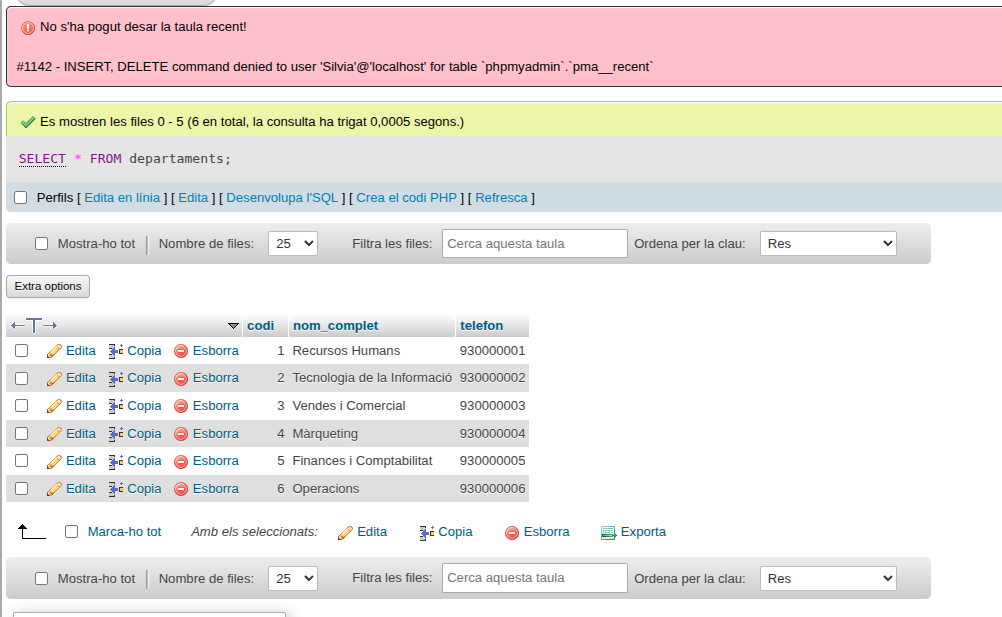 No s'ha pogut desar la taula recent!
#1142 - INSERT, DELETE command denied to user 'Silvia'@'localhost' for table `phpmyadmin`.`pma__recent`
Es mostren les files 0 - 5 (6 en total, la consulta ha trigat 0,0005 segons.)
SELECT * FROM departaments;
Perfils [ Edita en línia ] [ Edita ] [ Desenvolupa l'SQL ] [ Crea el codi PHP ] [ Refresca ]
Mostra-ho tot | Nombre de files: 25 Filtra les files: Cerca aquesta taula Ordena per la clau: Res
Extra options
codi nom_complet telefon
Edita Copia Esborra 1 Recursos Humans 930000001
Edita Copia Esborra 2 Tecnologia de la Informació 930000002
Edita Copia Esborra 3 Vendes i Comercial 930000003
Edita Copia Esborra 4 Màrqueting 930000004
Edita Copia Esborra 5 Finances i Comptabilitat 930000005
Edita Copia Esborra 6 Operacions 930000006
Marca-ho tot Amb els seleccionats: Edita Copia Esborra Exporta
Mostra-ho tot | Nombre de files: 25 Filtra les files: Cerca aquesta taula Ordena per la clau: Res